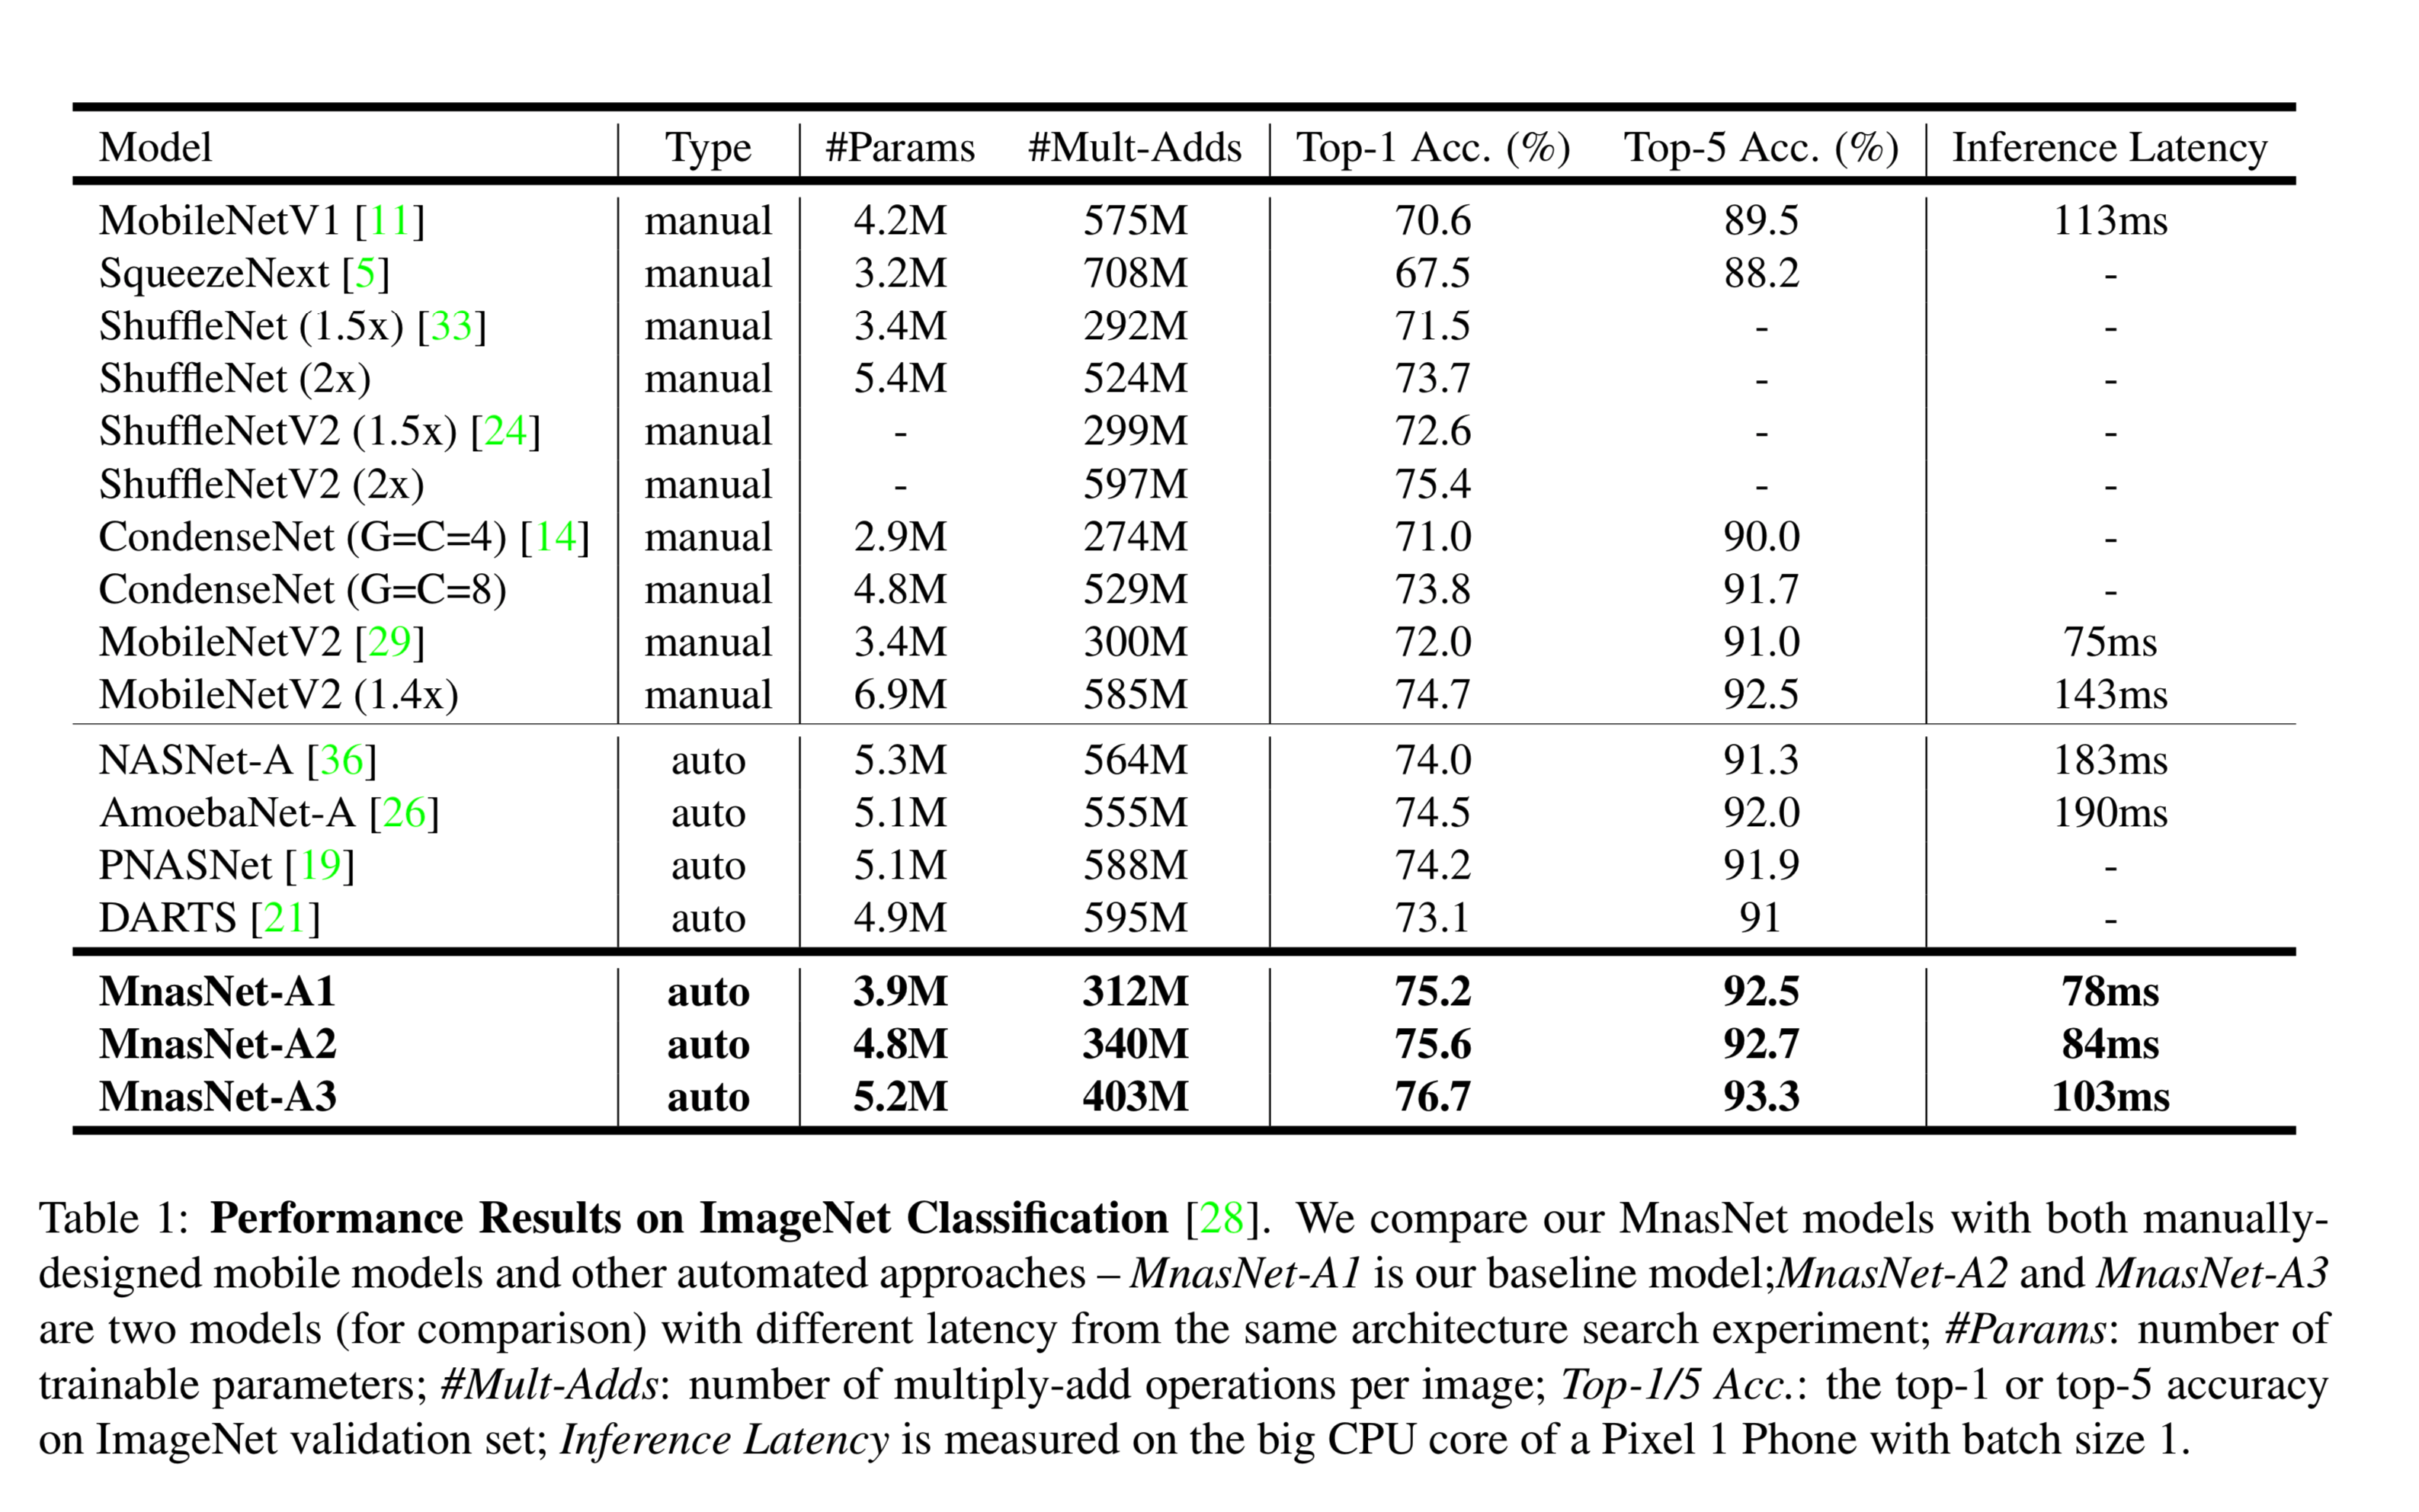 Model Type #Params #Mult-Adds Top-1 Acc. (%) Top-5 Acc. (%) Inference Latency
MobileNetV1 [11] manual 4.2M 575M 70.6 89.5 113ms
SqueezeNext [5] manual 3.2M 708M 67.5 88.2 -
ShuffleNet (1.5x) [33] manual 3.4M 292M 71.5 - -
ShuffleNet (2x) manual 5.4M 524M 73.7 - -
ShuffleNetV2 (1.5x) [24] manual - 299M 72.6 - -
ShuffleNetV2 (2x) manual - 597M 75.4 - -
CondenseNet (G=C=4) [14] manual 2.9M 274M 71.0 90.0 -
CondenseNet (G=C=8) manual 4.8M 529M 73.8 91.7 -
MobileNetV2 [29] manual 3.4M 300M 72.0 91.0 75ms
MobileNetV2 (1.4x) manual 6.9M 585M 74.7 92.5 143ms
NASNet-A [36] auto 5.3M 564M 74.0 91.3 183ms
AmoebaNet-A [26] auto 5.1M 555M 74.5 92.0 190ms
PNASNet [19] auto 5.1M 588M 74.2 91.9 -
DARTS [21] auto 4.9M 595M 73.1 91 -
MnasNet-A1 auto 3.9M 312M 75.2 92.5 78ms
MnasNet-A2 auto 4.8M 340M 75.6 92.7 84ms
MnasNet-A3 auto 5.2M 403M 76.7 93.3 103ms
Table 1: Performance Results on ImageNet Classification [28]. We compare our MnasNet models with both manually-
designed mobile models and other automated approaches – MnasNet-A1 is our baseline model;MnasNet-A2 and MnasNet-A3
are two models (for comparison) with different latency from the same architecture search experiment; #Params: number of
trainable parameters; #Mult-Adds: number of multiply-add operations per image; Top-1/5 Acc.: the top-1 or top-5 accuracy
on ImageNet validation set; Inference Latency is measured on the big CPU core of a Pixel 1 Phone with batch size 1.